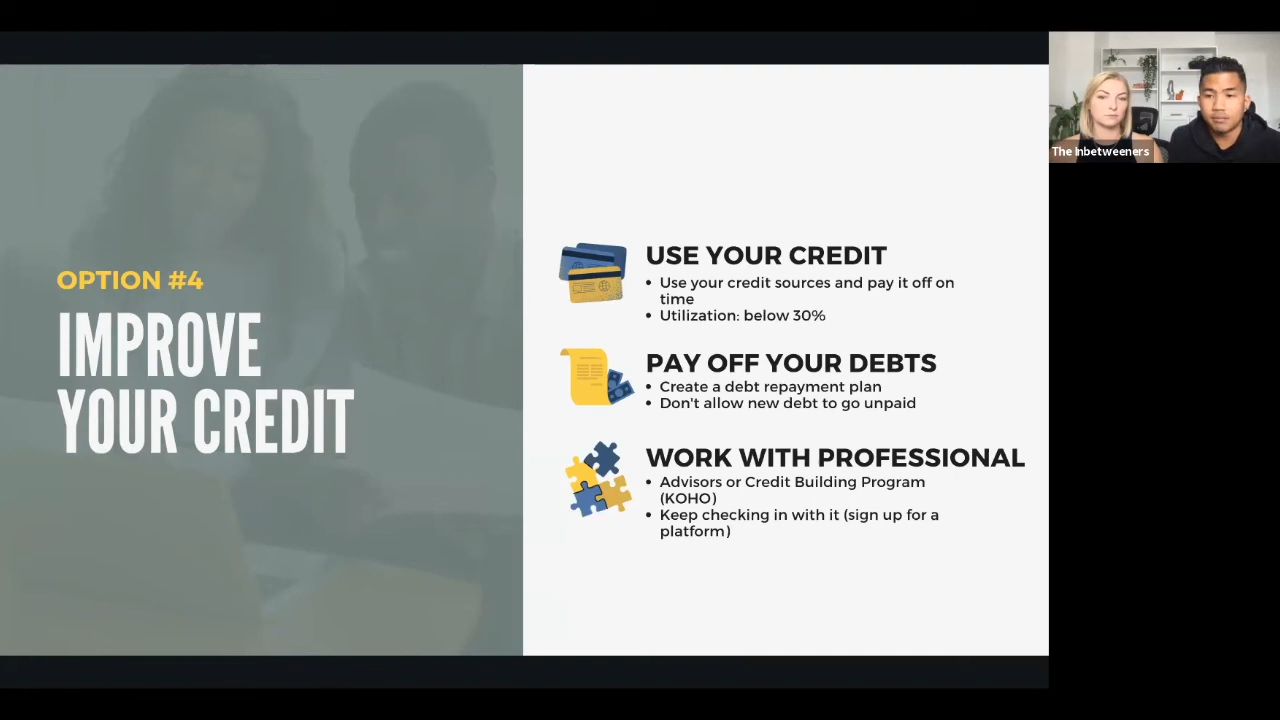 OPTION #4
IMPROVE
YOUR CREDIT
USE YOUR CREDIT
• Use your credit sources and pay it off on
time
• Utilization: below 30%
PAY OFF YOUR DEBTS
• Create a debt repayment plan
• Don't allow new debt to go unpaid
WORK WITH PROFESSIONAL
• Advisors or Credit Building Program
(KOHO)
• Keep checking in with it (sign up for a
platform)
The Inbetweeners